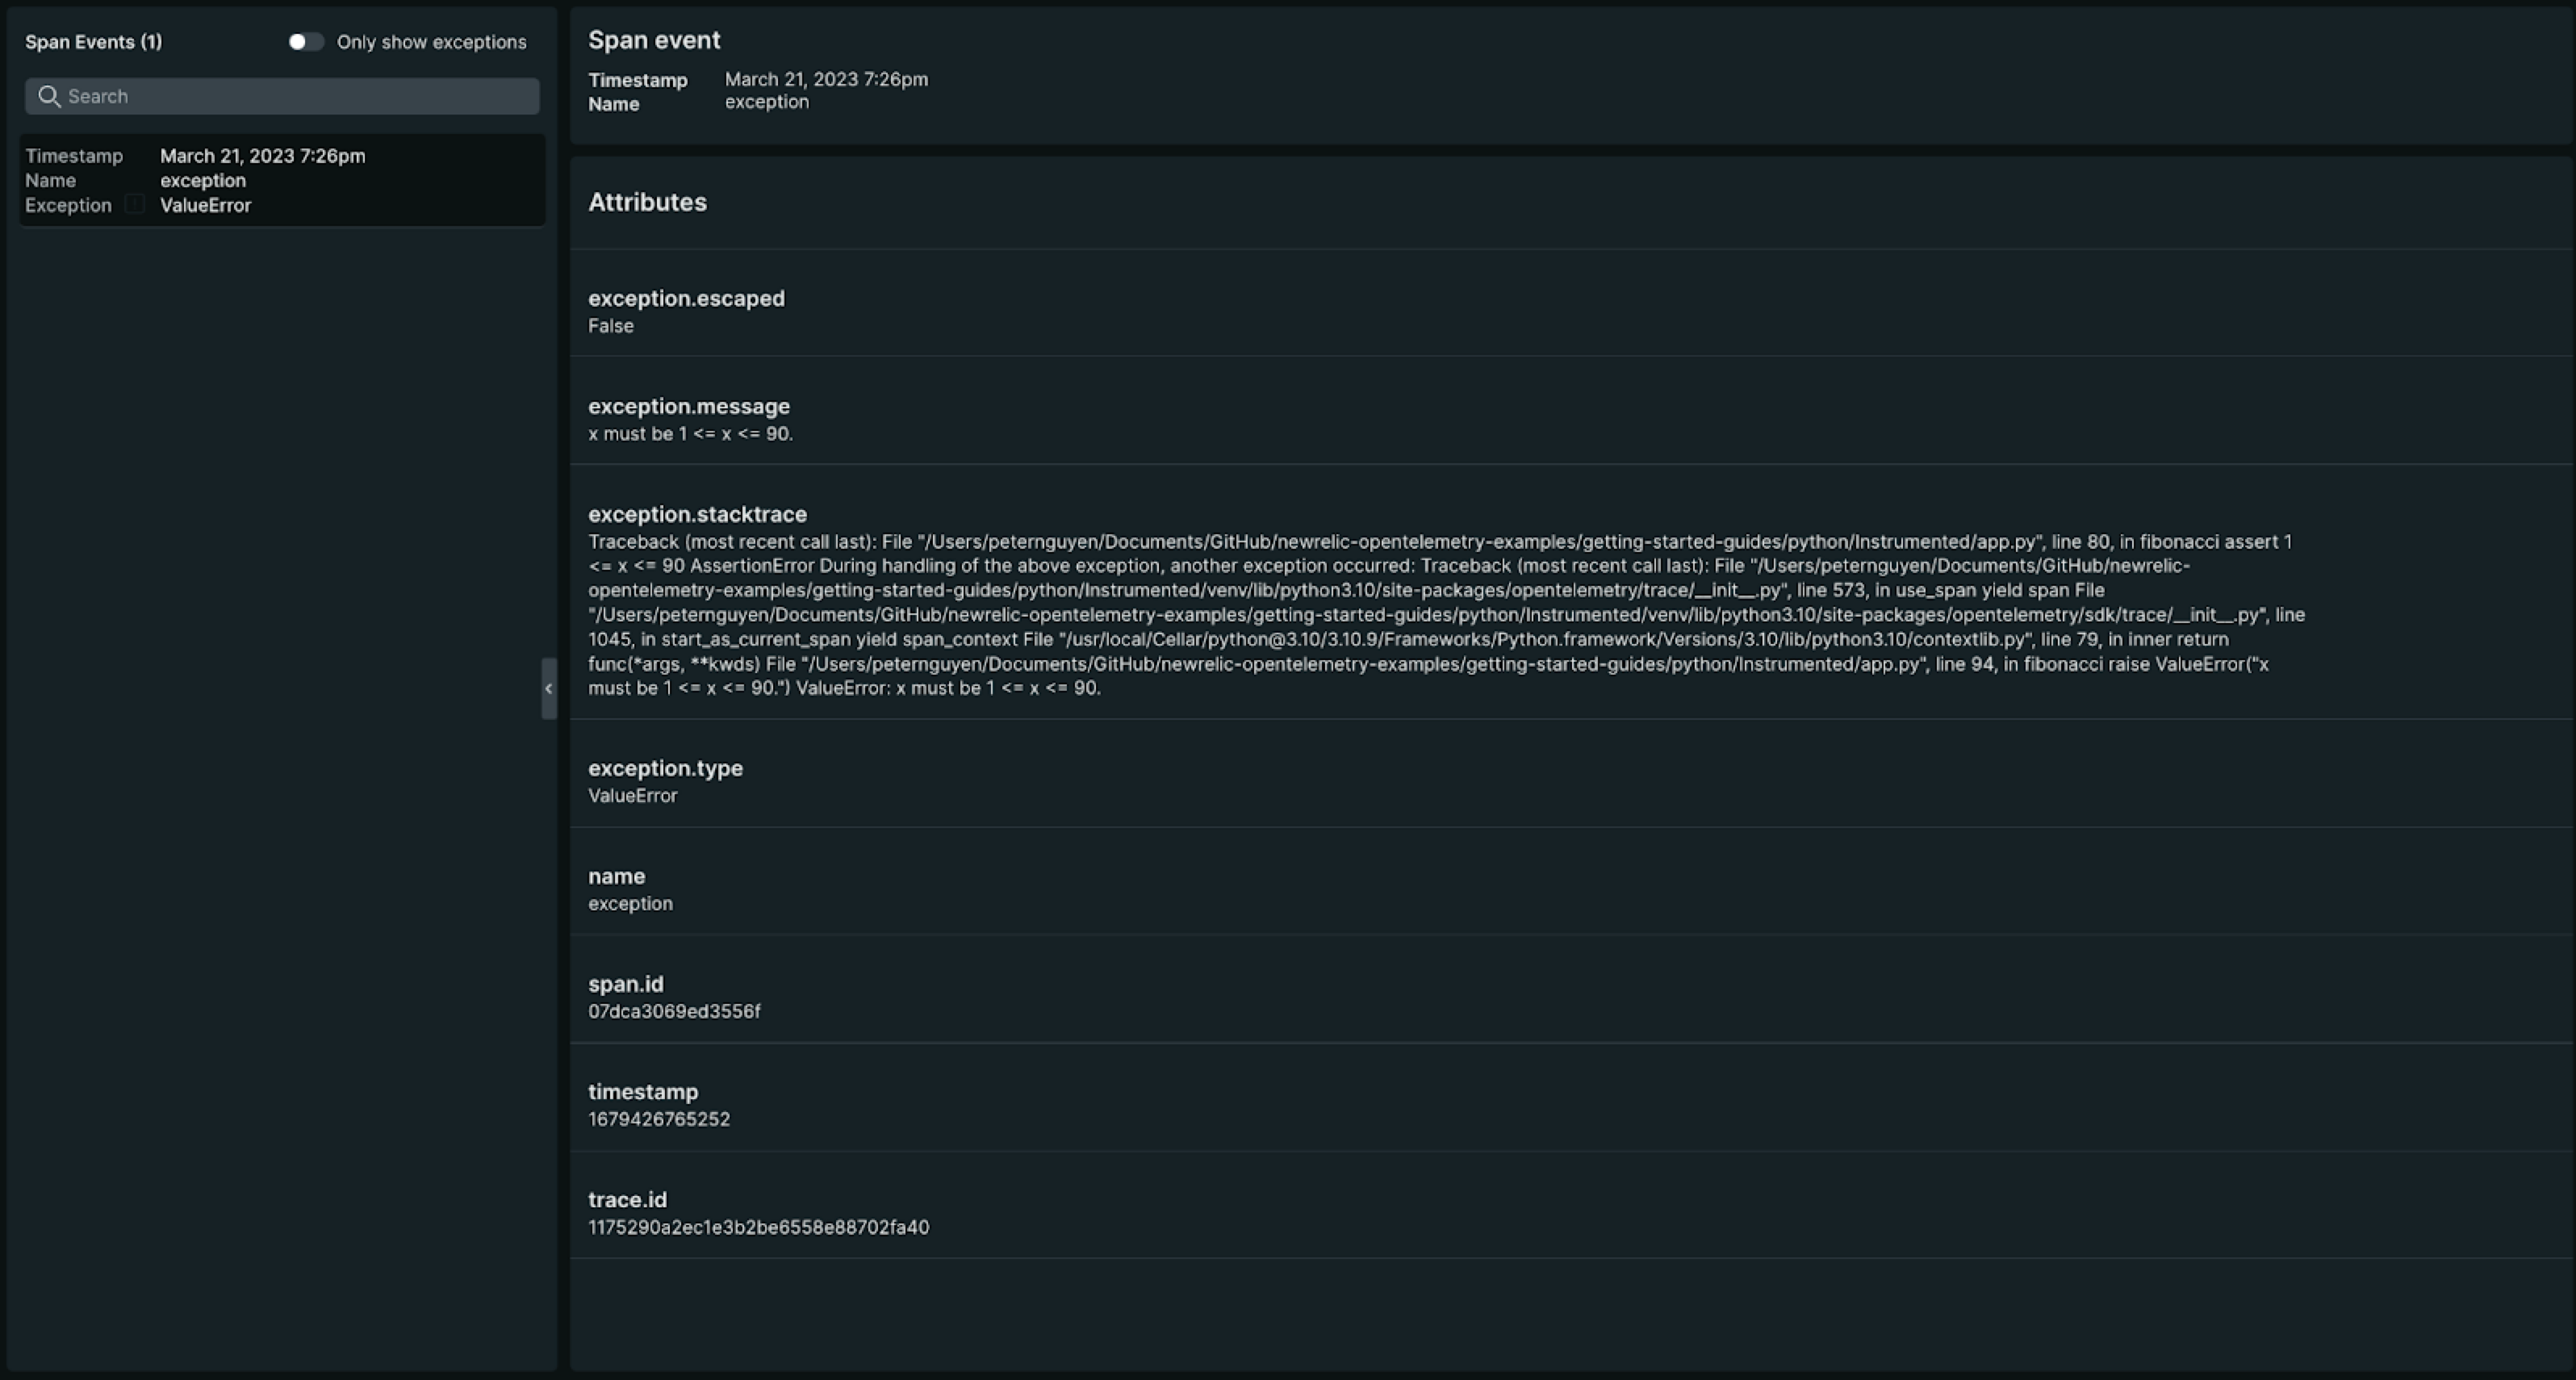 Span Events (1)
Only show exceptions
Search
Timestamp March 21, 2023 7:26pm
Name exception
Exception ValueError
Span event
Timestamp March 21, 2023 7:26pm
Name exception
Attributes
exception.escaped
False
exception.message
x must be 1 <= x <= 90.
exception.stacktrace
Traceback (most recent call last): File "/Users/peternguyen/Documents/GitHub/newrelic-opentelemetry-examples/getting-started-guides/python/Instrumented/app.py", line 80, in fibonacci assert 1
<= x <= 90 AssertionError During handling of the above exception, another exception occurred: Traceback (most recent call last): File "/Users/peternguyen/Documents/GitHub/newrelic-
opentelemetry-examples/getting-started-guides/python/Instrumented/venv/lib/python3.10/site-packages/opentelemetry/trace/__init__.py", line 573, in use_span yield span File
"/Users/peternguyen/Documents/GitHub/newrelic-opentelemetry-examples/getting-started-guides/python/Instrumented/venv/lib/python3.10/site-packages/opentelemetry/sdk/trace/__init__.py", line
1045, in start_as_current_span yield span_context File "/usr/local/Cellar/python@3.10/3.10.9/Frameworks/Python.framework/Versions/3.10/lib/python3.10/contextlib.py", line 79, in inner return
func(*args, **kwds) File "/Users/peternguyen/Documents/GitHub/newrelic-opentelemetry-examples/getting-started-guides/python/Instrumented/app.py", line 94, in fibonacci raise ValueError("x
must be 1 <= x <= 90.") ValueError: x must be 1 <= x <= 90.
exception.type
ValueError
name
exception
span.id
07dca3069ed3556f
timestamp
1679426765252
trace.id
1175290a2ec1e3b2be6558e88702fa40